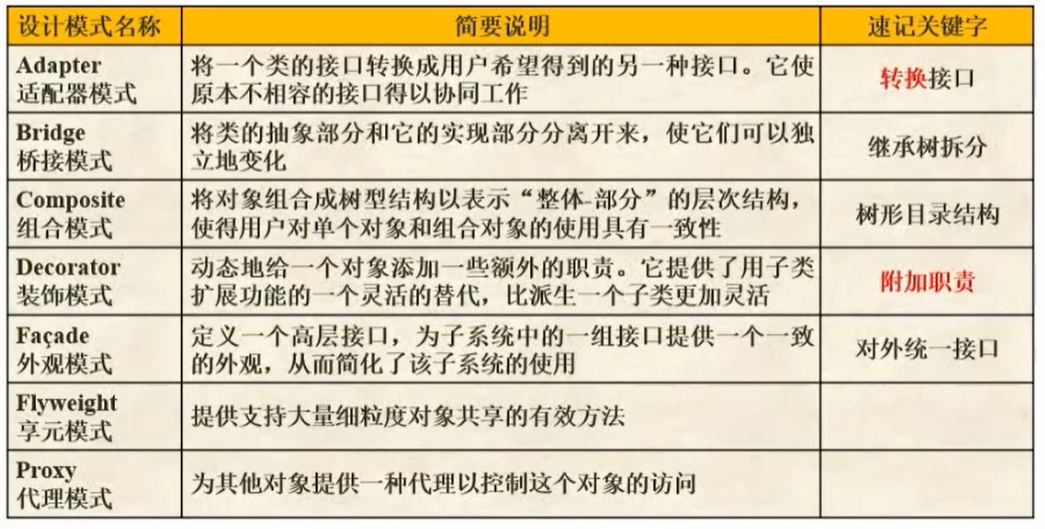 设计模式名称 简要说明 速记关键字
Adapter
适配器模式
将一个类的接口转换成用户希望得到的另一种接口。它使
原本不相容的接口得以协同工作
转换接口
Bridge
桥接模式
将类的抽象部分和它的实现部分分离开来，使它们可以独
立地变化
继承树拆分
Composite
组合模式
将对象组合成树型结构以表示“整体-部分”的层次结构，
使得用户对单个对象和组合对象的使用具有一致性
树形目录结构
Decorator
装饰模式
动态地给一个对象添加一些额外的职责。它提供了用子类
扩展功能的一个灵活的替代，比派生一个子类更加灵活
附加职责
Façade
外观模式
定义一个高层接口，为子系统中的一组接口提供一个一致
的外观，从而简化了该子系统的使用
对外统一接口
Flyweight
享元模式
提供支持大量细粒度对象共享的有效方法
Proxy
代理模式
为其他对象提供一种代理以控制这个对象的访问